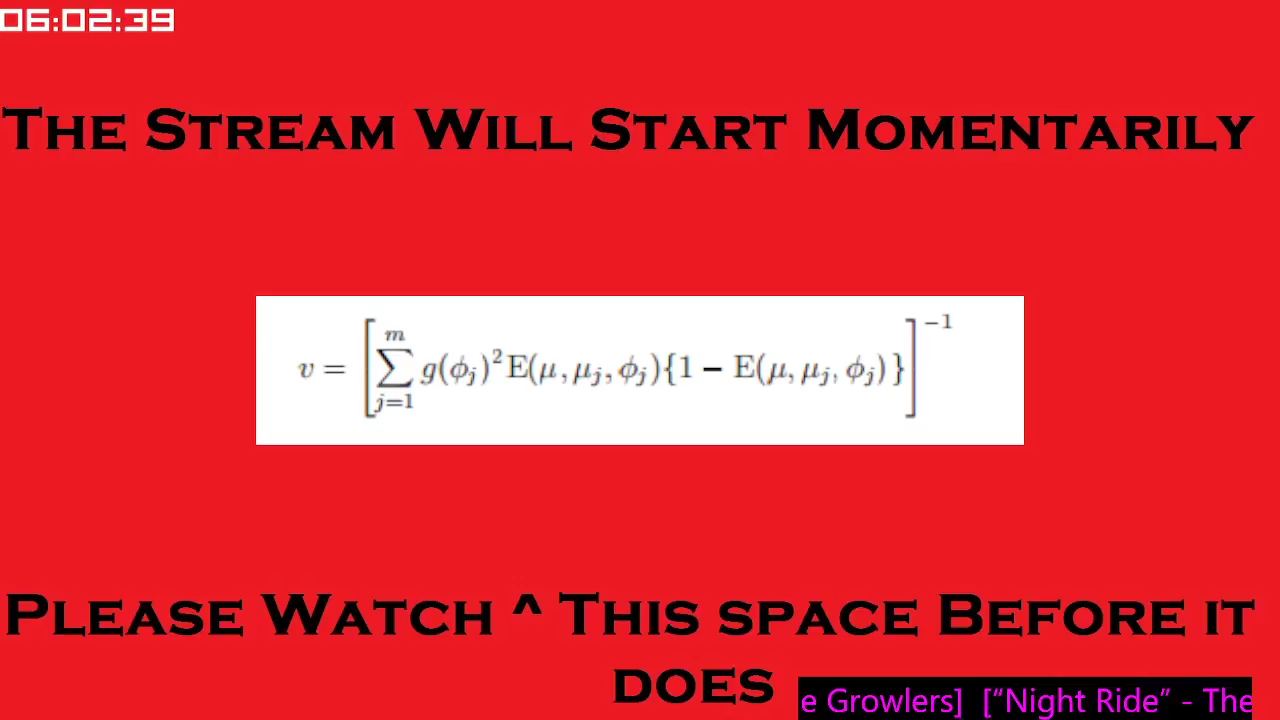 06:02:39
The Stream Will Start Momentarily
v = [∑_{j=1}^{m} g(ϕ_j)²E(μ, μ_j, ϕ_j){1 − E(μ, μ_j, ϕ_j)}]^{−1}
Please Watch ^ This space Before it
does
e Growlers] [“Night Ride” - The